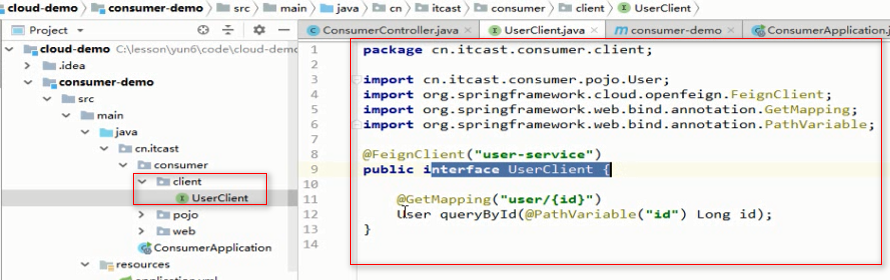 cloud-demo consumer-demo src main java cn itcast consumer client UserClient
Project
ConsumerController.java UserClient.java consumer-demo ConsumerApplication.j
cloud-demo C:\lesson\yun6\code\cloud-demo
.idea
consumer-demo
src
main
java
cn.itcast
consumer
client
UserClient
pojo
web
ConsumerApplication
resources
1 package cn.itcast.consumer.client;
2
3 import cn.itcast.consumer.pojo.User;
4 import org.springframework.cloud.openfeign.FeignClient;
5 import org.springframework.web.bind.annotation.GetMapping;
6 import org.springframework.web.bind.annotation.PathVariable;
7
8 @FeignClient("user-service")
9 public interface UserClient {
10
11 @GetMapping("user/{id}")
12 User queryById(@PathVariable("id") Long id);
13 }
14